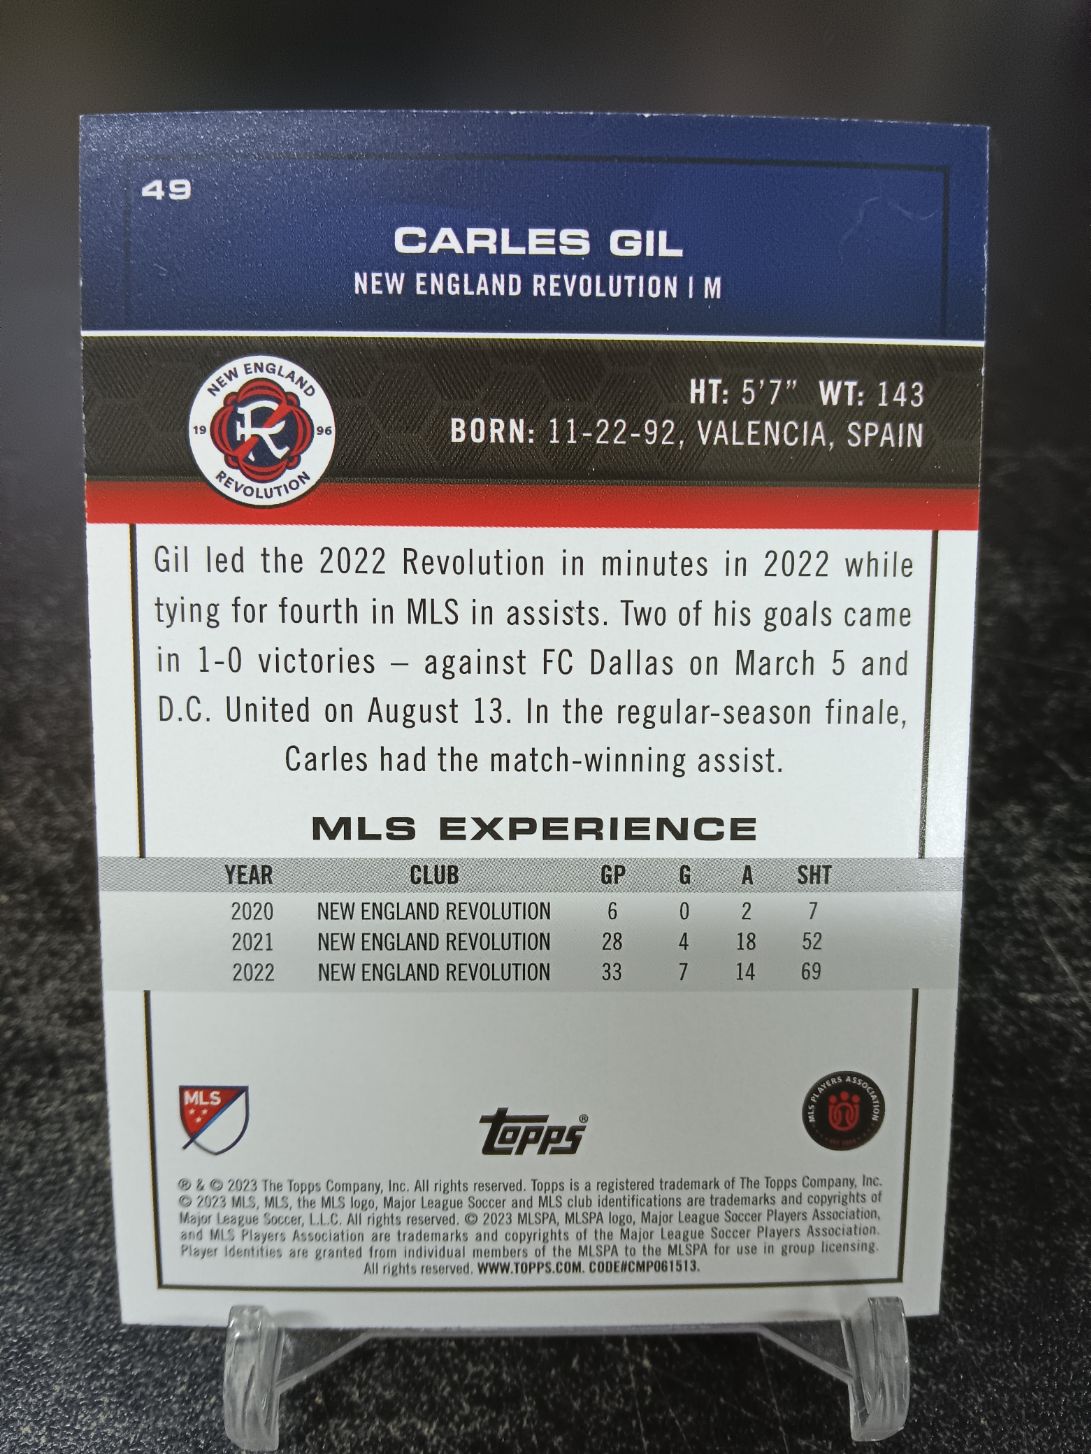 49
CARLES GIL
NEW ENGLAND REVOLUTION | M
NEW ENGLAND
19 96
REVOLUTION
HT: 5'7" WT: 143
BORN: 11-22-92, VALENCIA, SPAIN
Gil led the 2022 Revolution in minutes in 2022 while
tying for fourth in MLS in assists. Two of his goals came
in 1-0 victories – against FC Dallas on March 5 and
D.C. United on August 13. In the regular-season finale,
Carles had the match-winning assist.
MLS EXPERIENCE
YEAR CLUB GP G A SHT
2020 NEW ENGLAND REVOLUTION 6 0 2 7
2021 NEW ENGLAND REVOLUTION 28 4 18 52
2022 NEW ENGLAND REVOLUTION 33 7 14 69
MLS
topps®
MLS PLAYERS ASSOCIATION
® & © 2023 The Topps Company, Inc. All rights reserved. Topps is a registered trademark of The Topps Company, Inc.
© 2023 MLS, MLS, the MLS logo, Major League Soccer and MLS club identifications are trademarks and copyrights of
Major League Soccer, L.L.C. All rights reserved. © 2023 MLSPA, MLSPA logo, Major League Soccer Players Association,
and MLS Players Association are trademarks and copyrights of the Major League Soccer Players Association.
Player Identities are granted from individual members of the MLSPA to the MLSPA for use in group licensing.
All rights reserved. WWW.TOPPS.COM. CODE#CMP061513.